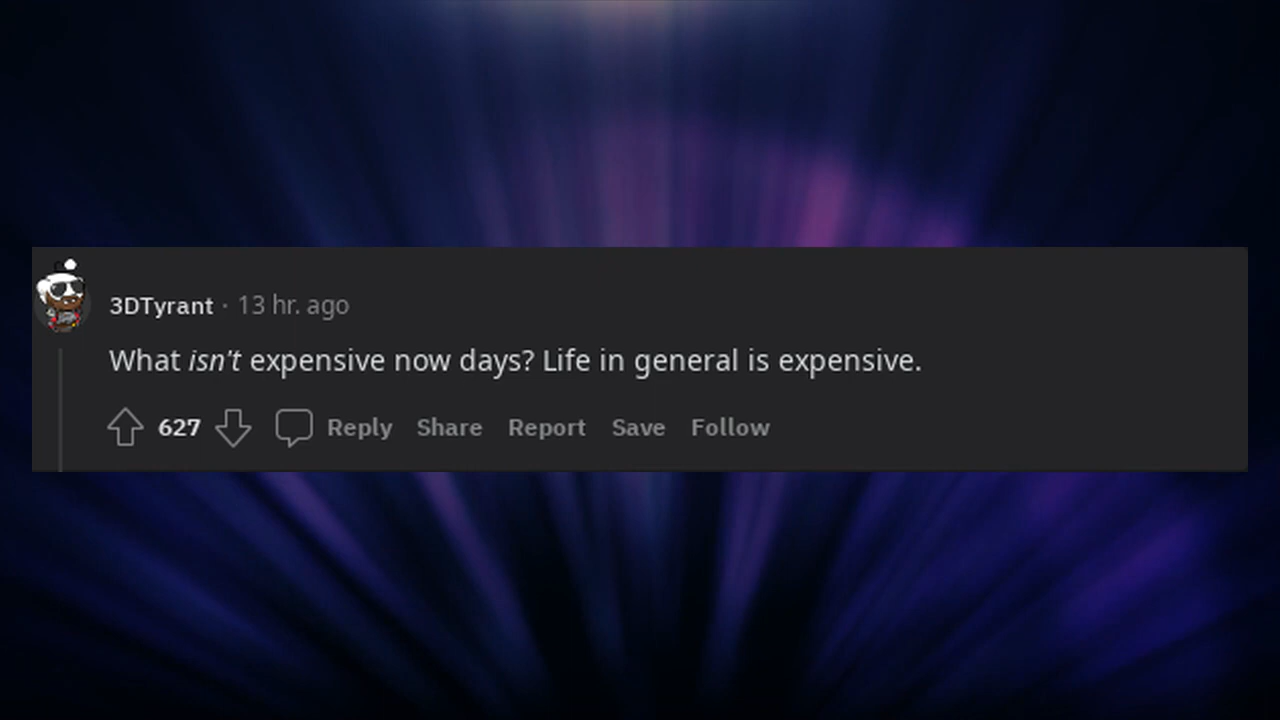 3DTyrant · 13 hr. ago
What isn't expensive now days? Life in general is expensive.
627 Reply Share Report Save Follow